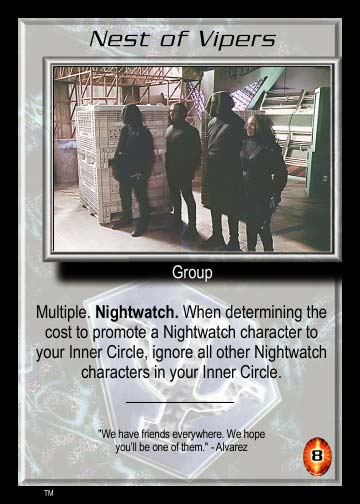 Nest of Vipers
Group
Multiple. Nightwatch. When determining the
cost to promote a Nightwatch character to
your Inner Circle, ignore all other Nightwatch
characters in your Inner Circle.
"We have friends everywhere. We hope
you'll be one of them." - Alvarez
8
TM